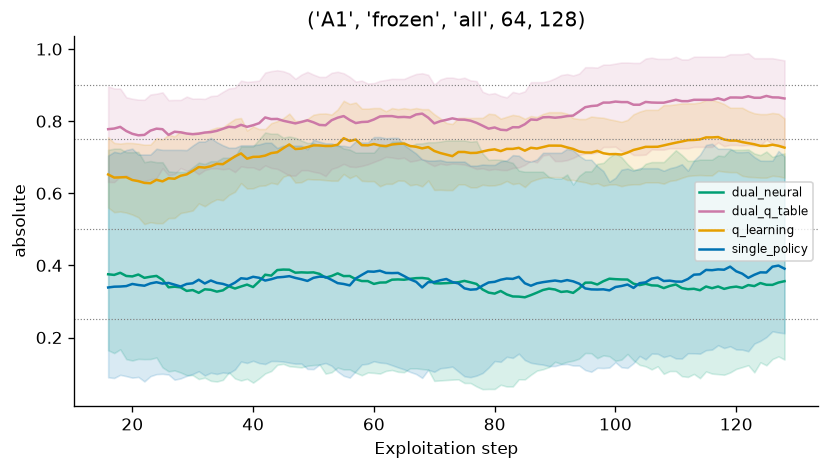 ('A1', 'frozen', 'all', 64, 128)
1.0
0.8
0.6
0.4
0.2
absolute
dual_neural
dual_q_table
q_learning
single_policy
20 40 60 80 100 120
Exploitation step